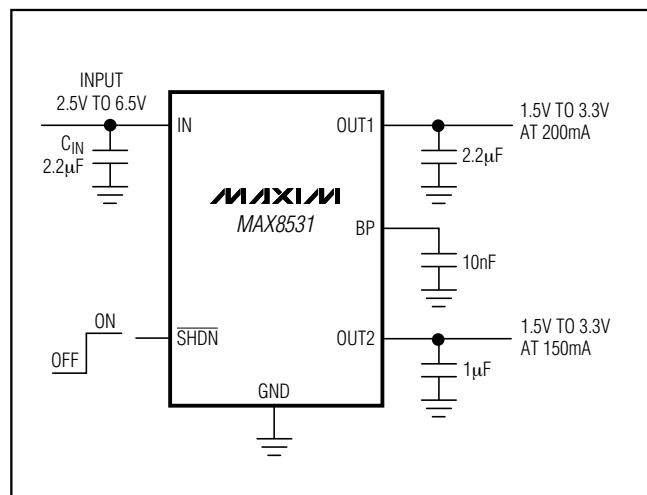 INPUT
2.5V TO 6.5V
IN
CIN
2.2μF
MAXIM
MAX8531
OUT1
1.5V TO 3.3V
AT 200mA
2.2μF
BP
10nF
ON
OFF
SHDN
OUT2
1.5V TO 3.3V
AT 150mA
1μF
GND